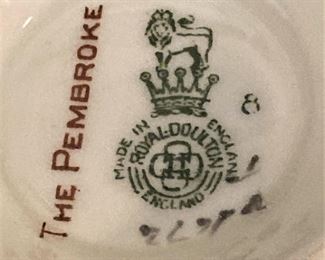 THE PEMBROKE
8
MADE IN ENGLAND
ROYAL·DOULTON
ENGLAND